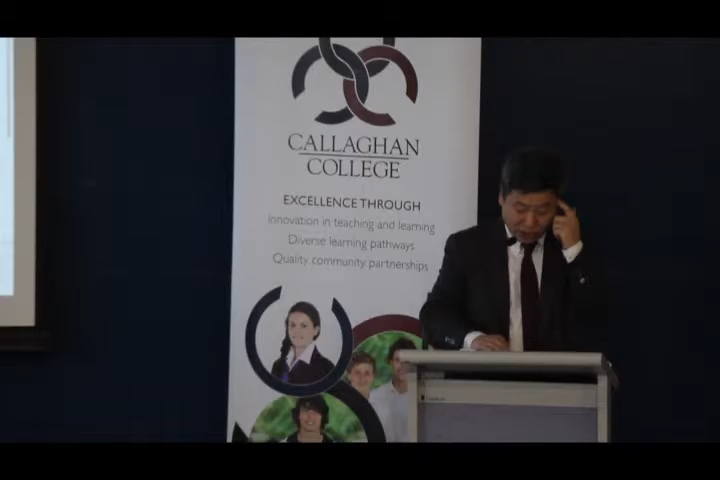 CALLAGHAN
COLLEGE
EXCELLENCE THROUGH
Innovation in teaching and learning
Diverse learning pathways
Quality community partnerships